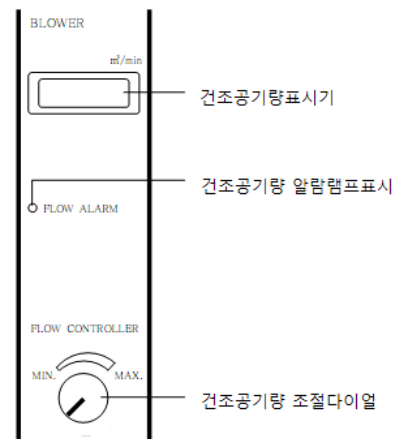 BLOWER
㎥/min
건조공기량표시기
건조공기량 알람램프표시
FLOW ALARM
FLOW CONTROLLER
MIN. MAX.
건조공기량 조절다이얼